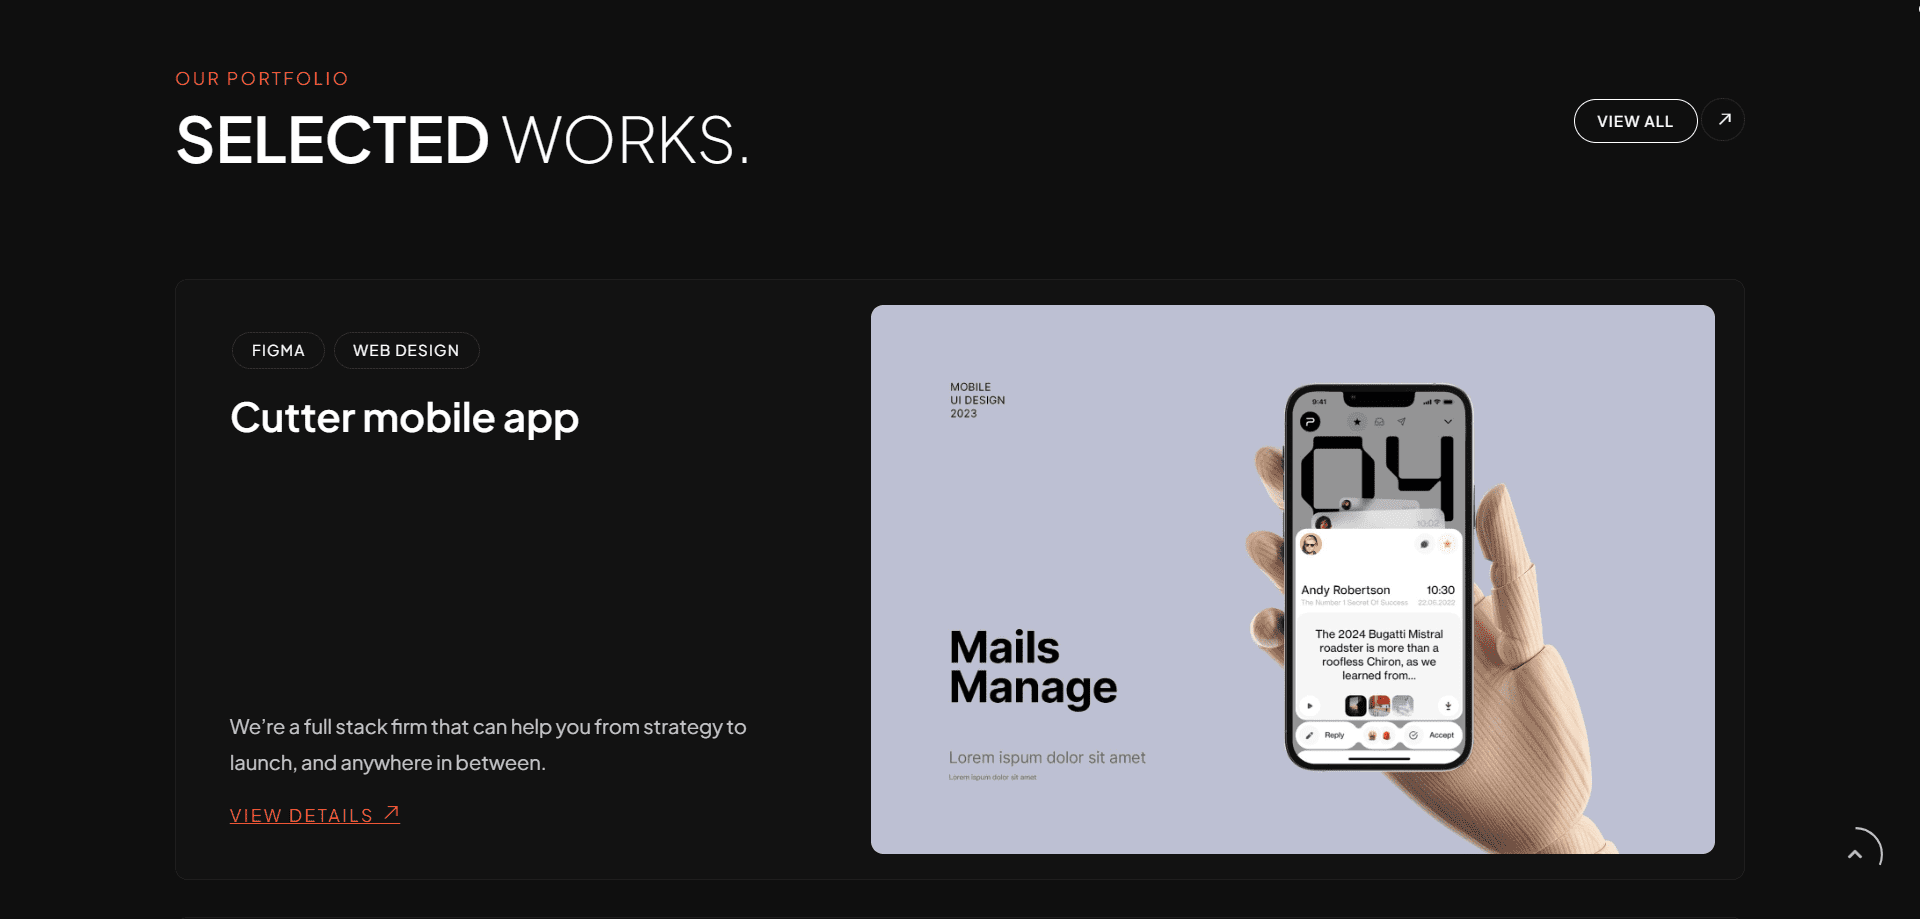 OUR PORTFOLIO
SELECTED WORKS.
VIEW ALL
FIGMA
WEB DESIGN
Cutter mobile app
We’re a full stack firm that can help you from strategy to
launch, and anywhere in between.
VIEW DETAILS
MOBILE
UI DESIGN
2023
Mails
Manage
Lorem ispum dolor sit amet
Lorem ispum dolor sit amet
9:41
04
10:02
Andy Robertson
10:30
The Number 1 Secret Of Success
22.06.2022
The 2024 Bugatti Mistral
roadster is more than a
roofless Chiron, as we
learned from...
Reply
Accept